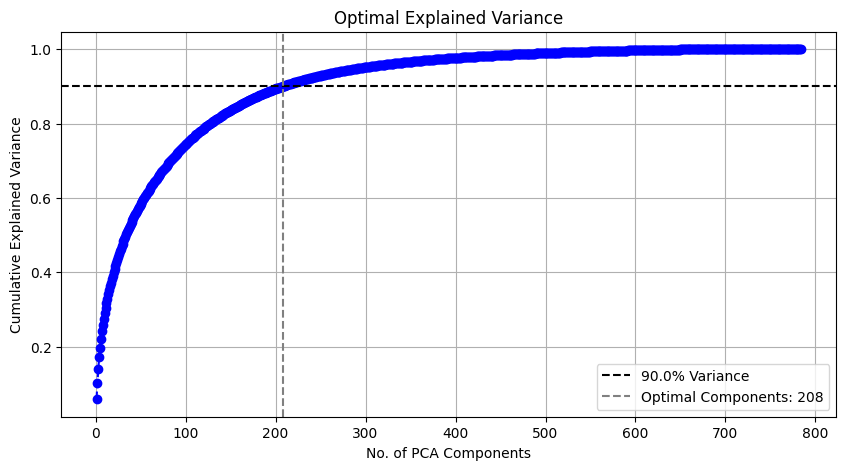 Optimal Explained Variance
Cumulative Explained Variance
1.0
0.8
0.6
0.4
0.2
0
100
200
300
400
500
600
700
800
No. of PCA Components
90.0% Variance
Optimal Components: 208